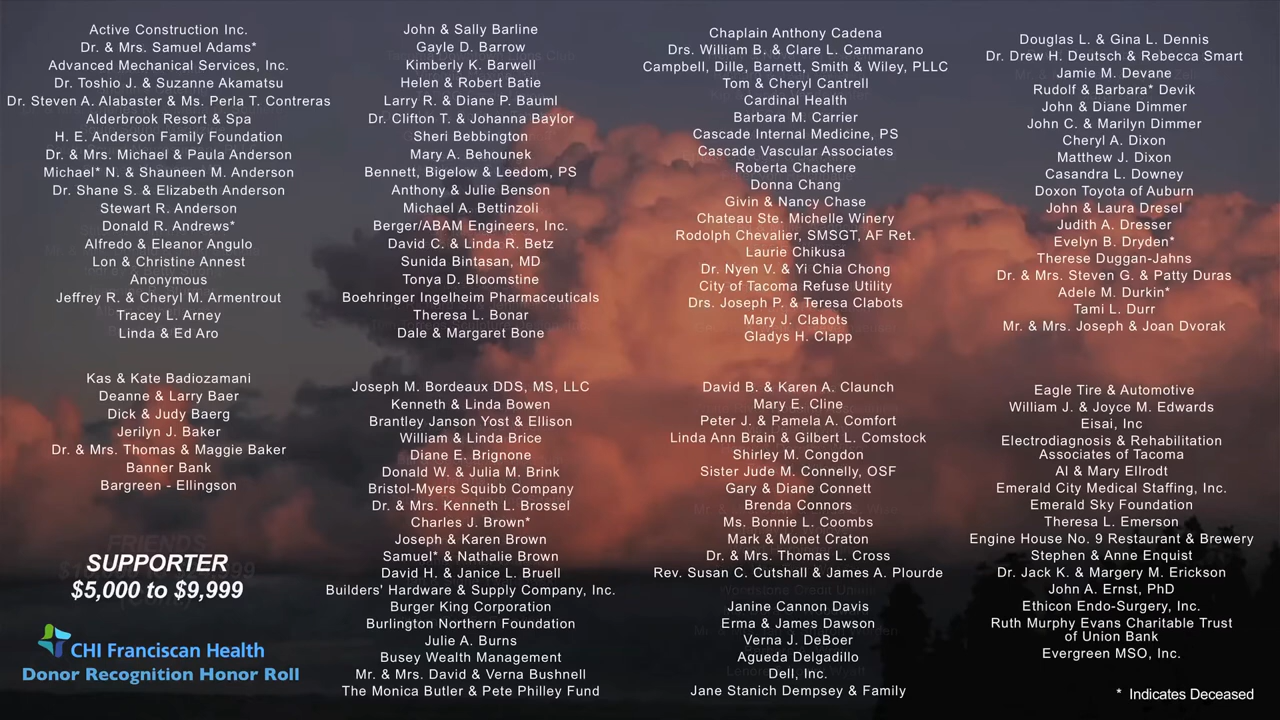 Active Construction Inc.
Dr. & Mrs. Samuel Adams*
Advanced Mechanical Services, Inc.
Dr. Toshio J. & Suzanne Akamatsu
Dr. Steven A. Alabaster & Ms. Perla T. Contreras
Alderbrook Resort & Spa
H. E. Anderson Family Foundation
Dr. & Mrs. Michael & Paula Anderson
Michael* N. & Shauneen M. Anderson
Dr. Shane S. & Elizabeth Anderson
Stewart R. Anderson
Donald R. Andrews*
Alfredo & Eleanor Angulo
Lon & Christine Annest
Anonymous
Jeffrey R. & Cheryl M. Armentrout
Tracey L. Arney
Linda & Ed Aro
Kas & Kate Badiozamani
Deanne & Larry Baer
Dick & Judy Baerg
Jerilyn J. Baker
Dr. & Mrs. Thomas & Maggie Baker
Banner Bank
Bargreen - Ellingson
SUPPORTER
$5,000 to $9,999
CHI Franciscan Health
Donor Recognition Honor Roll
John & Sally Barline
Gayle D. Barrow
Kimberly K. Barwell
Helen & Robert Batie
Larry R. & Diane P. Bauml
Dr. Clifton T. & Johanna Baylor
Sheri Bebbington
Mary A. Behounek
Bennett, Bigelow & Leedom, PS
Anthony & Julie Benson
Michael A. Bettinzoli
Berger/ABAM Engineers, Inc.
David C. & Linda R. Betz
Sunida Bintasan, MD
Tonya D. Bloomstine
Boehringer Ingelheim Pharmaceuticals
Theresa L. Bonar
Dale & Margaret Bone
Joseph M. Bordeaux DDS, MS, LLC
Kenneth & Linda Bowen
Brantley Janson Yost & Ellison
William & Linda Brice
Diane E. Brignone
Donald W. & Julia M. Brink
Bristol-Myers Squibb Company
Dr. & Mrs. Kenneth L. Brossel
Charles J. Brown*
Joseph & Karen Brown
Samuel* & Nathalie Brown
David H. & Janice L. Bruell
Builders' Hardware & Supply Company, Inc.
Burger King Corporation
Burlington Northern Foundation
Julie A. Burns
Busey Wealth Management
Mr. & Mrs. David & Verna Bushnell
The Monica Butler & Pete Philley Fund
Chaplain Anthony Cadena
Drs. William B. & Clare L. Cammarano
Campbell, Dille, Barnett, Smith & Wiley, PLLC
Tom & Cheryl Cantrell
Cardinal Health
Barbara M. Carrier
Cascade Internal Medicine, PS
Cascade Vascular Associates
Roberta Chachere
Donna Chang
Givin & Nancy Chase
Chateau Ste. Michelle Winery
Rodolph Chevalier, SMSGT, AF Ret.
Laurie Chikusa
Dr. Nyen V. & Yi Chia Chong
City of Tacoma Refuse Utility
Drs. Joseph P. & Teresa Clabots
Mary J. Clabots
Gladys H. Clapp
David B. & Karen A. Claunch
Mary E. Cline
Peter J. & Pamela A. Comfort
Linda Ann Brain & Gilbert L. Comstock
Shirley M. Congdon
Sister Jude M. Connelly, OSF
Gary & Diane Connett
Brenda Connors
Ms. Bonnie L. Coombs
Mark & Monet Craton
Dr. & Mrs. Thomas L. Cross
Rev. Susan C. Cutshall & James A. Plourde
Janine Cannon Davis
Erma & James Dawson
Verna J. DeBoer
Agueda Delgadillo
Dell, Inc.
Jane Stanich Dempsey & Family
Douglas L. & Gina L. Dennis
Dr. Drew H. Deutsch & Rebecca Smart
Jamie M. Devane
Rudolf & Barbara* Devik
John & Diane Dimmer
John C. & Marilyn Dimmer
Cheryl A. Dixon
Matthew J. Dixon
Casandra L. Downey
Doxon Toyota of Auburn
John & Laura Dresel
Judith A. Dresser
Evelyn B. Dryden*
Therese Duggan-Jahns
Dr. & Mrs. Steven G. & Patty Duras
Adele M. Durkin*
Tami L. Durr
Mr. & Mrs. Joseph & Joan Dvorak
Eagle Tire & Automotive
William J. & Joyce M. Edwards
Eisai, Inc
Electrodiagnosis & Rehabilitation
Associates of Tacoma
Al & Mary Ellrodt
Emerald City Medical Staffing, Inc.
Emerald Sky Foundation
Theresa L. Emerson
Engine House No. 9 Restaurant & Brewery
Stephen & Anne Enquist
Dr. Jack K. & Margery M. Erickson
John A. Ernst, PhD
Ethicon Endo-Surgery, Inc.
Ruth Murphy Evans Charitable Trust
of Union Bank
Evergreen MSO, Inc.
* Indicates Deceased